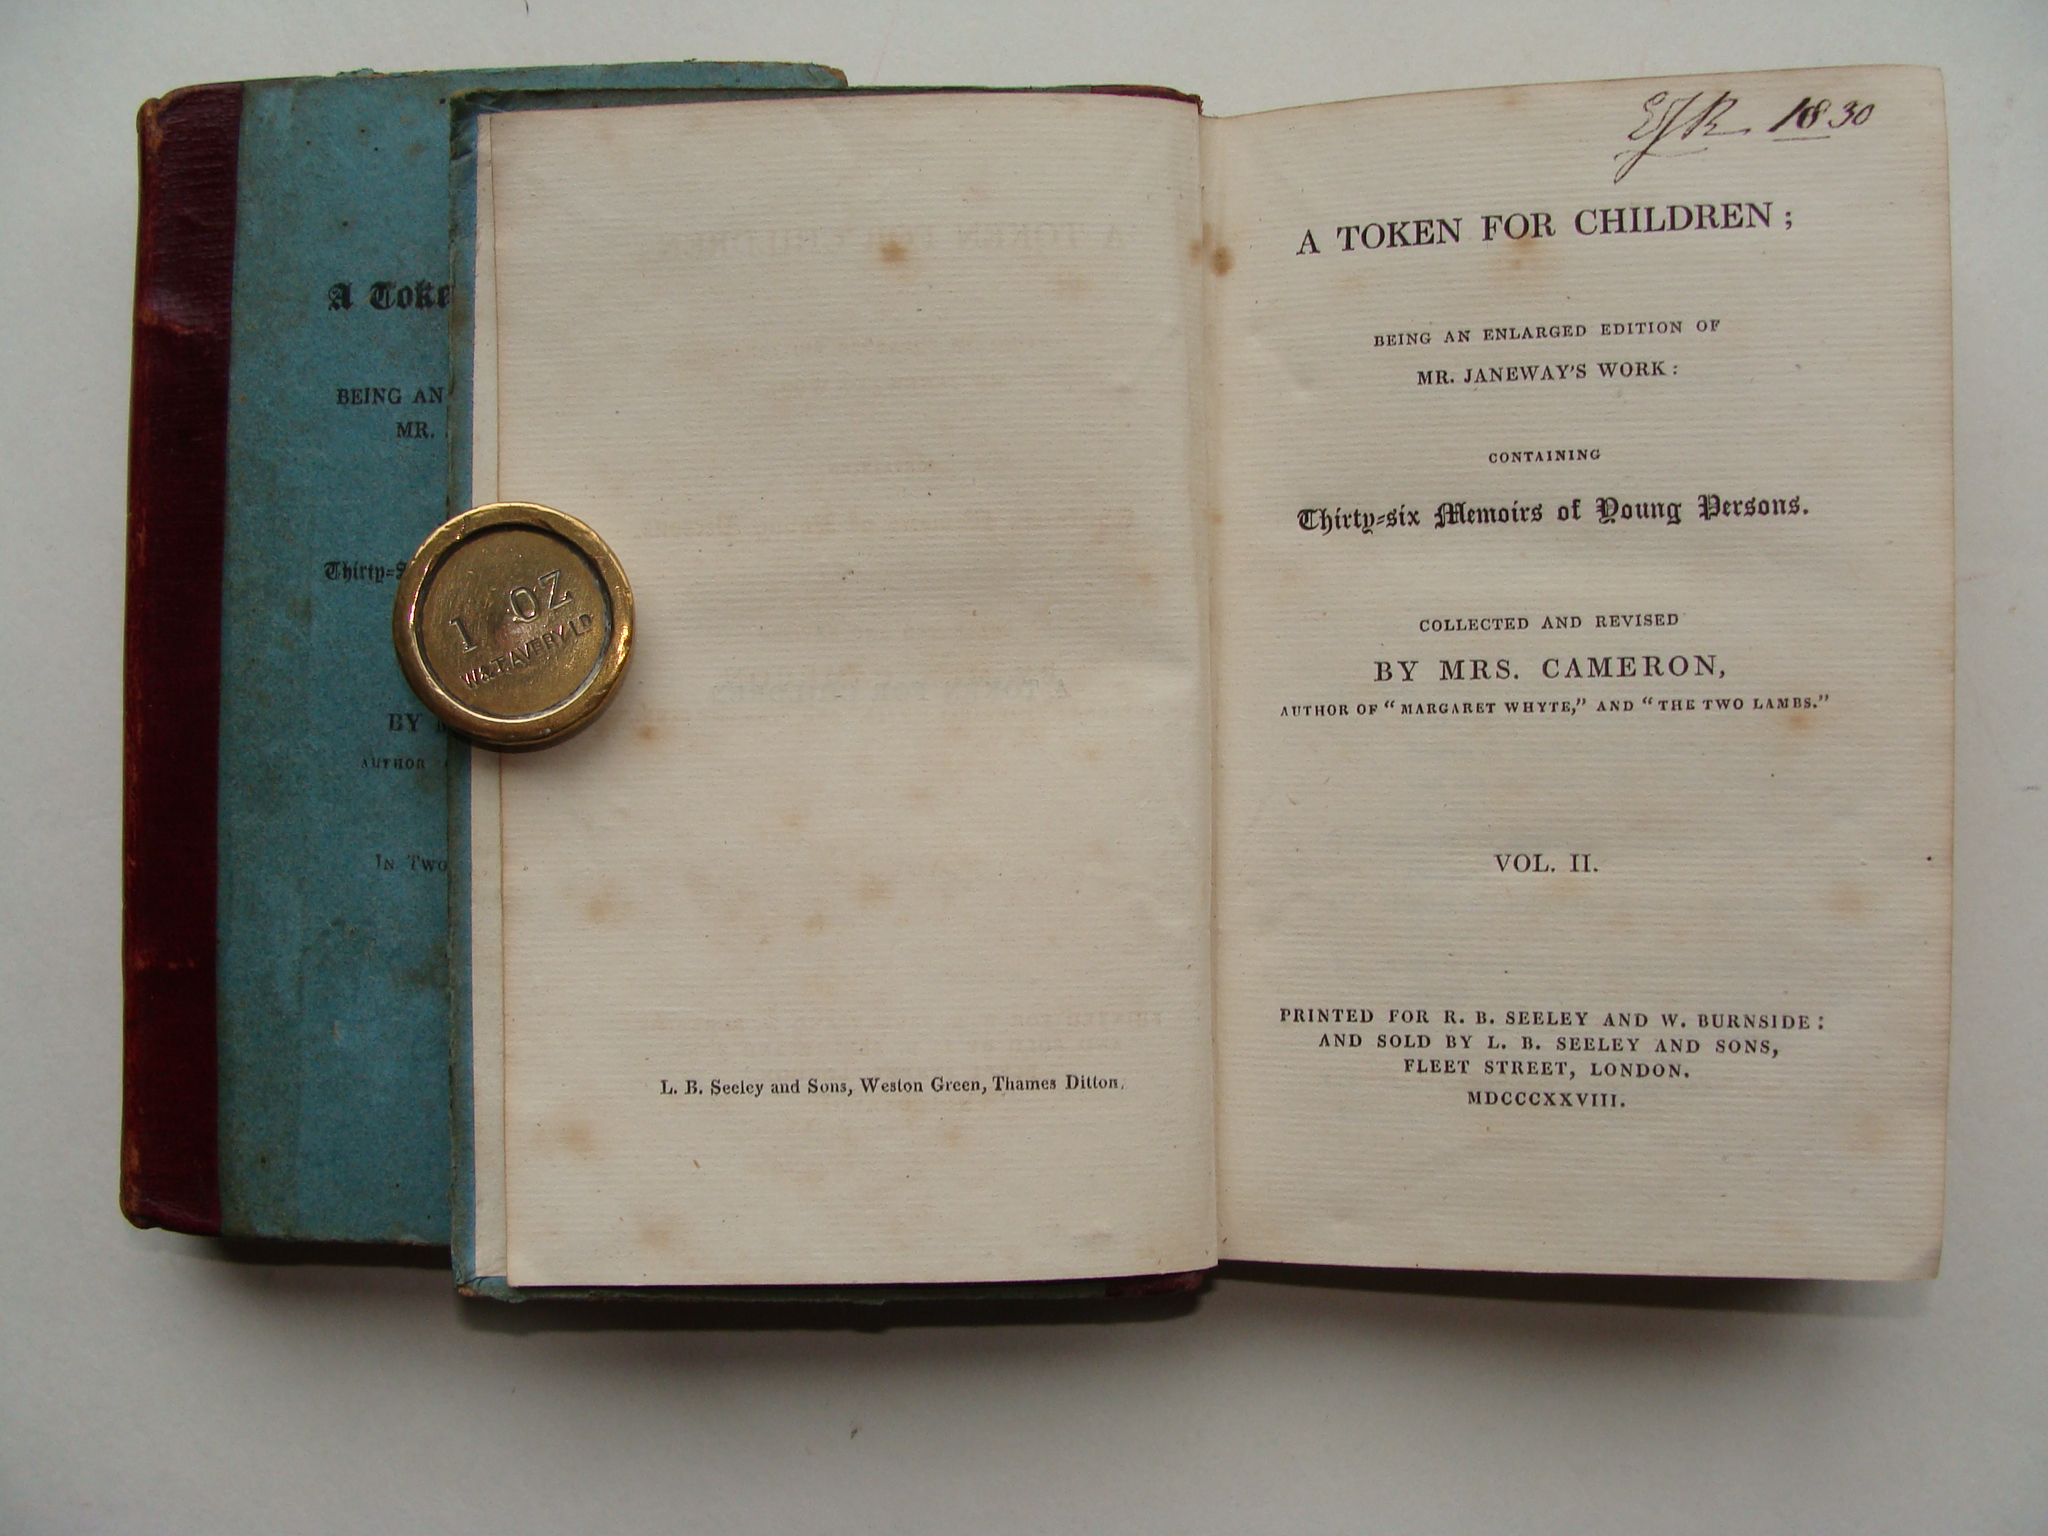 A Toke
BEING AN
MR.
Thirty-S
BY M
AUTHOR
IN TWO
1 OZ
W&T AVERY LD
L. B. Seeley and Sons, Weston Green, Thames Ditton.
1830
A TOKEN FOR CHILDREN;
BEING AN ENLARGED EDITION OF
MR. JANEWAY'S WORK:
CONTAINING
Thirty-six Memoirs of Young Persons.
COLLECTED AND REVISED
BY MRS. CAMERON,
AUTHOR OF "MARGARET WHYTE," AND "THE TWO LAMBS."
VOL. II.
PRINTED FOR R. B. SEELEY AND W. BURNSIDE:
AND SOLD BY L. B. SEELEY AND SONS,
FLEET STREET, LONDON.
MDCCCXXVIII.